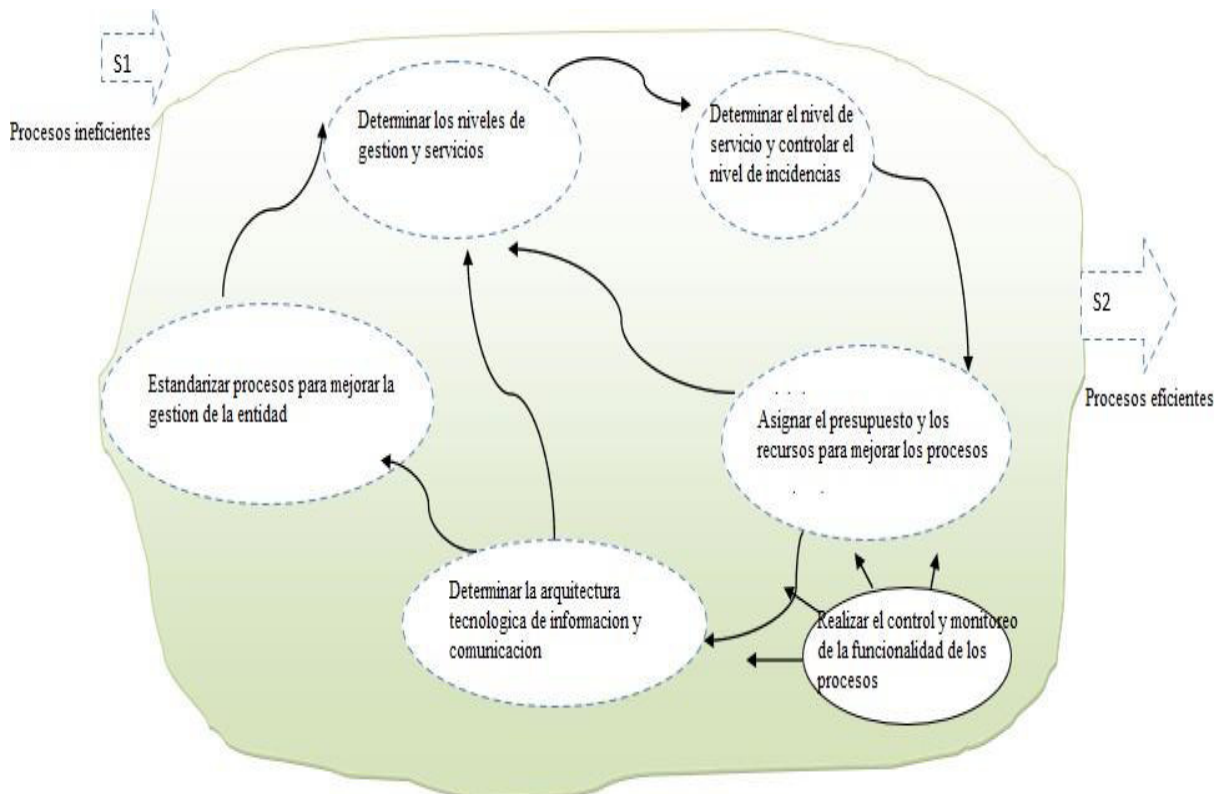 S1
Procesos ineficientes
Determinar los niveles de
gestion y servicios
Determinar el nivel de
servicio y controlar el
nivel de incidencias
S2
Procesos eficientes
Estandarizar procesos para mejorar la
gestion de la entidad
. . .
Asignar el presupuesto y los
recursos para mejorar los procesos
. .
Determinar la arquitectura
tecnologica de informacion y
comunicacion
Realizar el control y monitoreo
de la funcionalidad de los
procesos